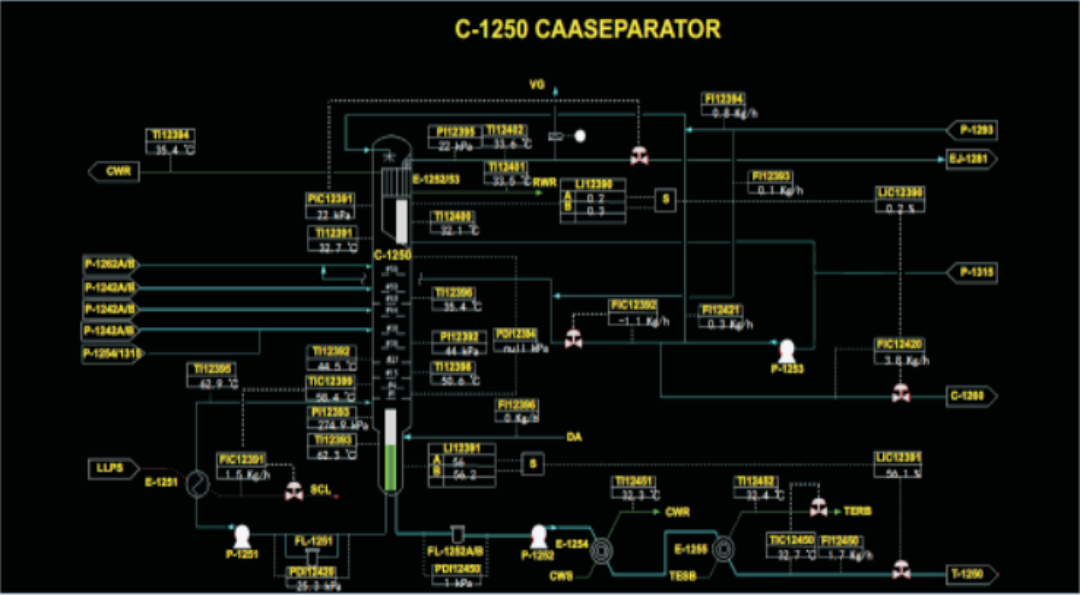 C-1250 CAASEPARATOR
VG
FI12394
0.8 Kg/h
TI12394
35.4 ℃
PI12395
22 kPa
TI12402
33.6 ℃
P-1293
EJ-1281
CWR
TI12401
33.5 ℃
E-1252/53
RWR
LI12390
A 0.2
B 0.3
S
FI12393
0.1 Kg/h
LIC12390
0.2 %
PIC12391
22 kPa
TI12400
32.1 ℃
TI12391
32.7 ℃
C-1250
P-1262A/B
P-1242A/B
P-1242A/B
P-1242A/B
P-1254/1315
P-1315
TI12396
35.4 ℃
FIC12392
-1.1 Kg/h
FI12421
0.3 Kg/h
PI12392
44 kPa
PDI12394
null kPa
TI12392
44.5 ℃
TI12395
62.9 ℃
TI12398
50.6 ℃
TIC12399
58.4 ℃
P-1253
FIC12420
3.8 Kg/h
C-1260
PI12393
274.9 kPa
FI12396
0 Kg/h
TI12393
62.3 ℃
DA
LI12391
A 56
B 56.2
S
LIC12391
56.1 %
LLPS
E-1251
FIC12391
1.5 Kg/h
SCL
TI12451
32.3 ℃
CWR
TI12452
32.4 ℃
TERB
P-1251
FL-1251
PDI12420
25.3 kPa
FL-1252A/B
PDI12450
1 kPa
P-1252
E-1254
CWS
E-1255
TESB
TIC12450
32.7 ℃
FI12450
1.7 Kg/h
T-1250